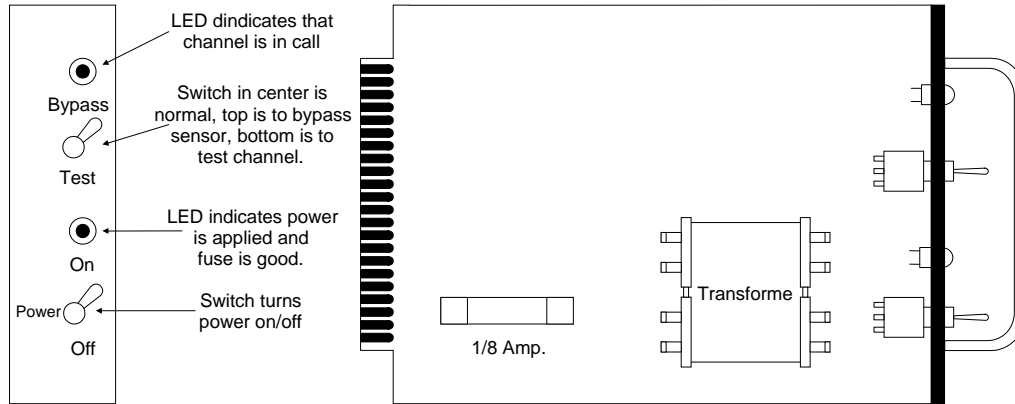 LED dindicates that
channel is in call
Bypass
Switch in center is
normal, top is to bypass
sensor, bottom is to
test channel.
Test
LED indicates power
is applied and
fuse is good.
On
Power
Switch turns
power on/off
Off
1/8 Amp.
Transforme